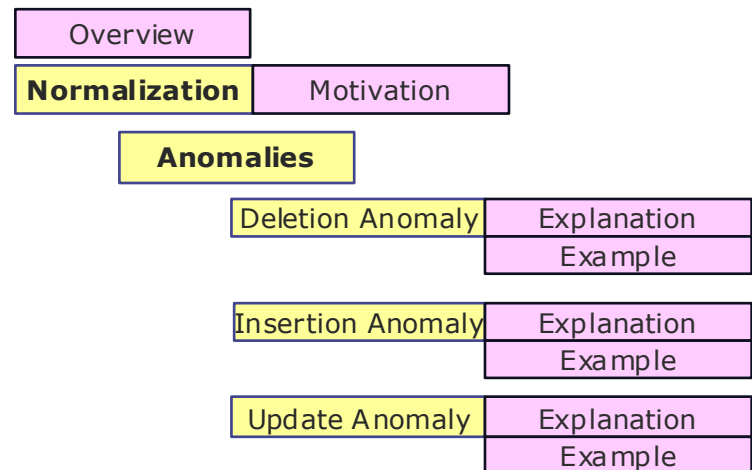 Overview
Normalization Motivation
Anomalies
Deletion Anomaly Explanation
Example
Insertion Anomaly Explanation
Example
Update Anomaly Explanation
Example